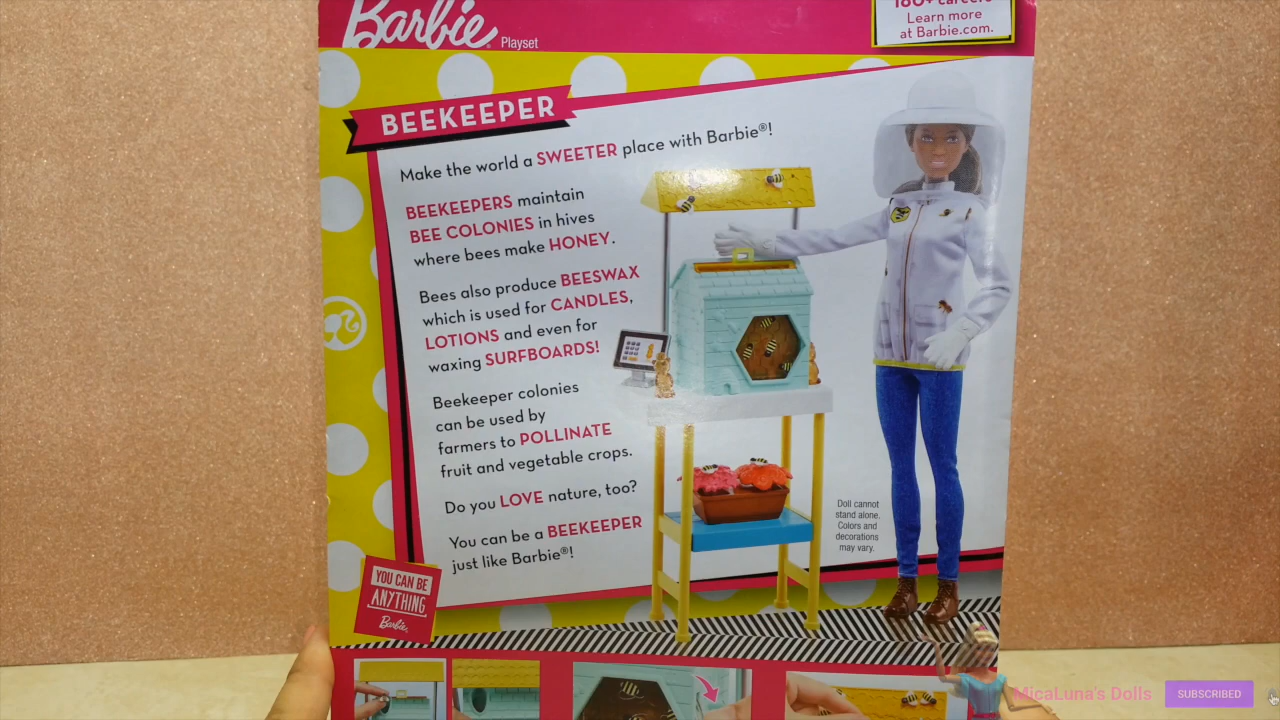 Barbie®
Playset
180+ careers
Learn more
at Barbie.com.
BEEKEEPER
Make the world a SWEETER place with Barbie®!
BEEKEEPERS maintain
BEE COLONIES in hives
where bees make HONEY.
Bees also produce BEESWAX
which is used for CANDLES,
LOTIONS and even for
waxing SURFBOARDS!
Beekeeper colonies
can be used by
farmers to POLLINATE
fruit and vegetable crops.
Do you LOVE nature, too?
You can be a BEEKEEPER
just like Barbie®!
Doll cannot
stand alone.
Colors and
decorations
may vary.
YOU CAN BE
ANYTHING
Barbie
MicaLuna's Dolls
SUBSCRIBED